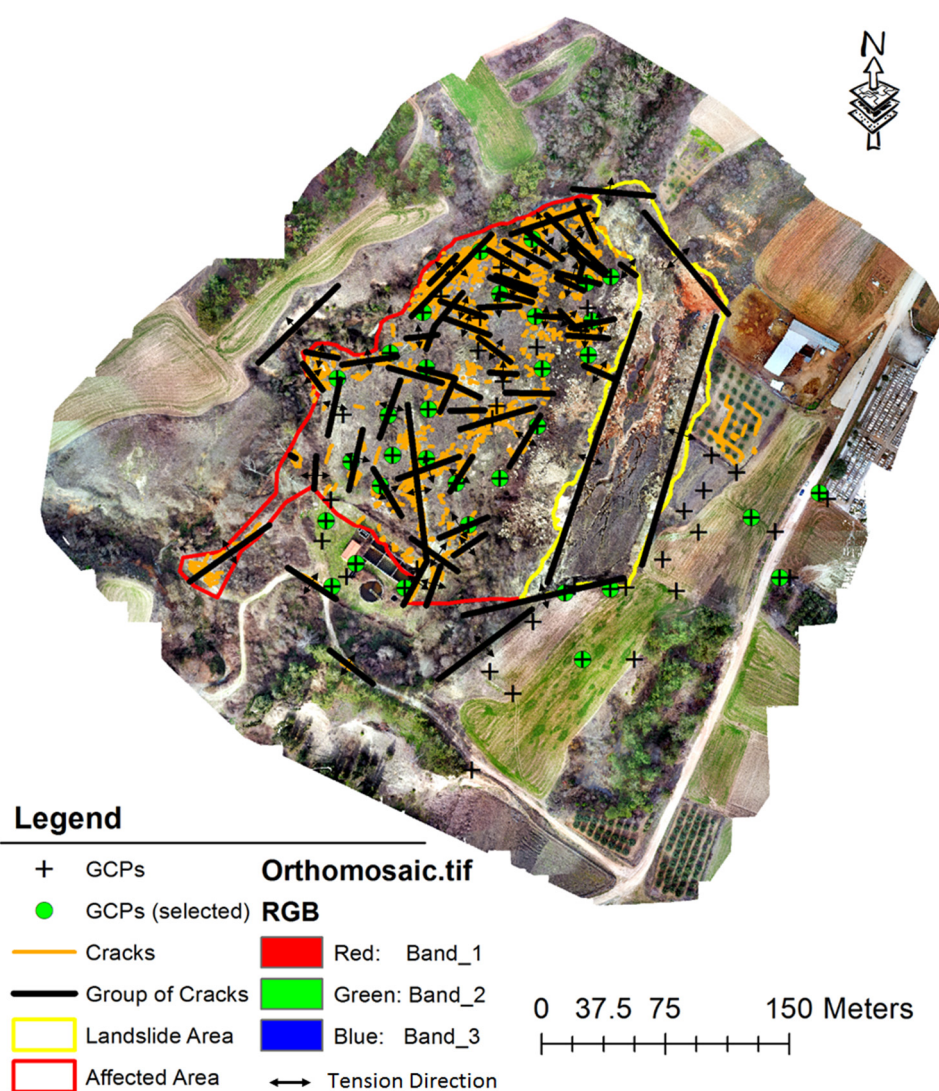 N
Legend
GCPs
GCPs (selected)
Cracks
Group of Cracks
Landslide Area
Affected Area
Orthomosaic.tif
RGB
Red: Band_1
Green: Band_2
Blue: Band_3
Tension Direction
0 37.5 75 150 Meters